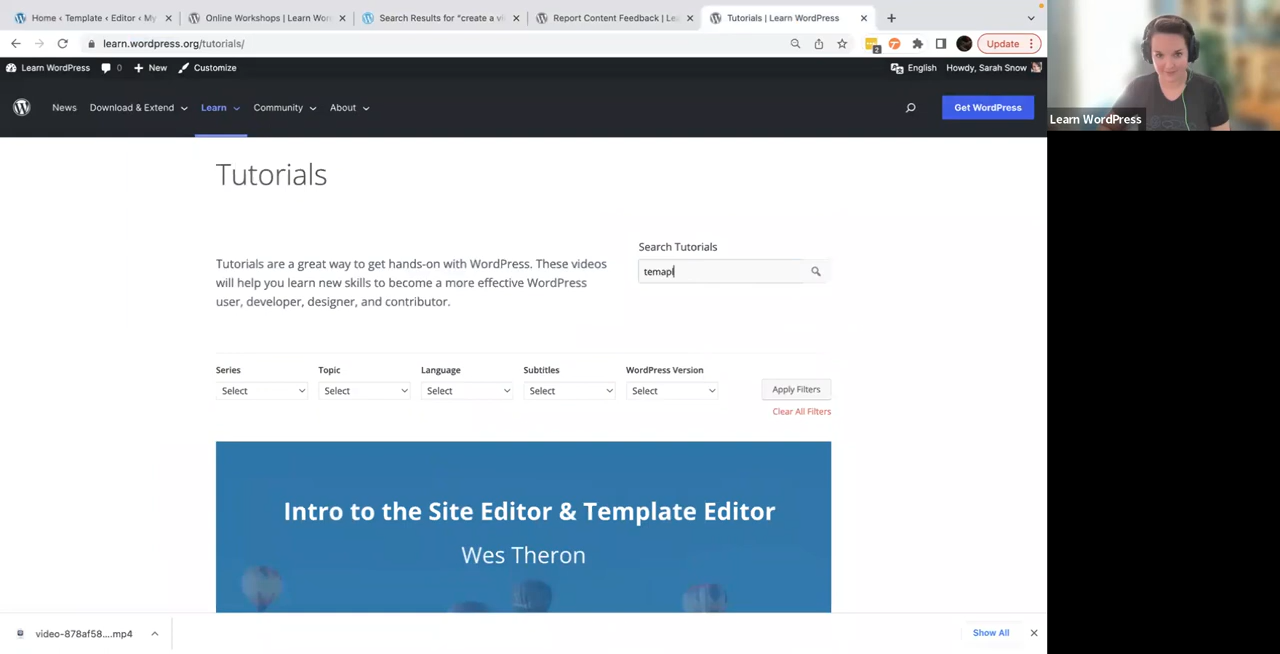 Home ‹ Template ‹ Editor ‹ My
Online Workshops | Learn Wor
Search Results for "create a vi
Report Content Feedback | Lea
Tutorials | Learn WordPress
learn.wordpress.org/tutorials/
2
Update
Learn WordPress
0
New
Customize
English
Howdy, Sarah Snow
News
Download & Extend
Learn
Community
About
Get WordPress
Learn WordPress
Tutorials
Search Tutorials
temapl
Tutorials are a great way to get hands-on with WordPress. These videos
will help you learn new skills to become a more effective WordPress
user, developer, designer, and contributor.
Series
Topic
Language
Subtitles
WordPress Version
Select
Select
Select
Select
Select
Apply Filters
Clear All Filters
Intro to the Site Editor & Template Editor
Wes Theron
video-878af58....mp4
Show All